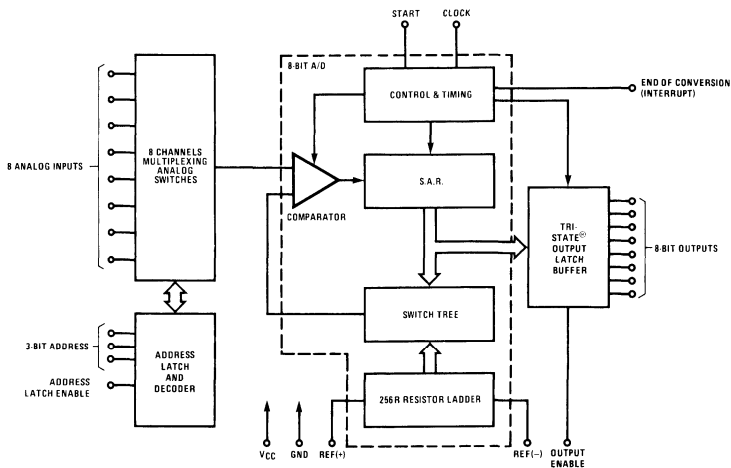 START
CLOCK
8-BIT A/D
CONTROL & TIMING
END OF CONVERSION
(INTERRUPT)
8 ANALOG INPUTS
8 CHANNELS
MULTIPLEXING
ANALOG
SWITCHES
COMPARATOR
S.A.R.
TRI-
STATE®
OUTPUT
LATCH
BUFFER
8-BIT OUTPUTS
SWITCH TREE
3-BIT ADDRESS
ADDRESS
LATCH ENABLE
ADDRESS
LATCH
AND
DECODER
256R RESISTOR LADDER
VCC
GND
REF(+)
REF(−)
OUTPUT
ENABLE